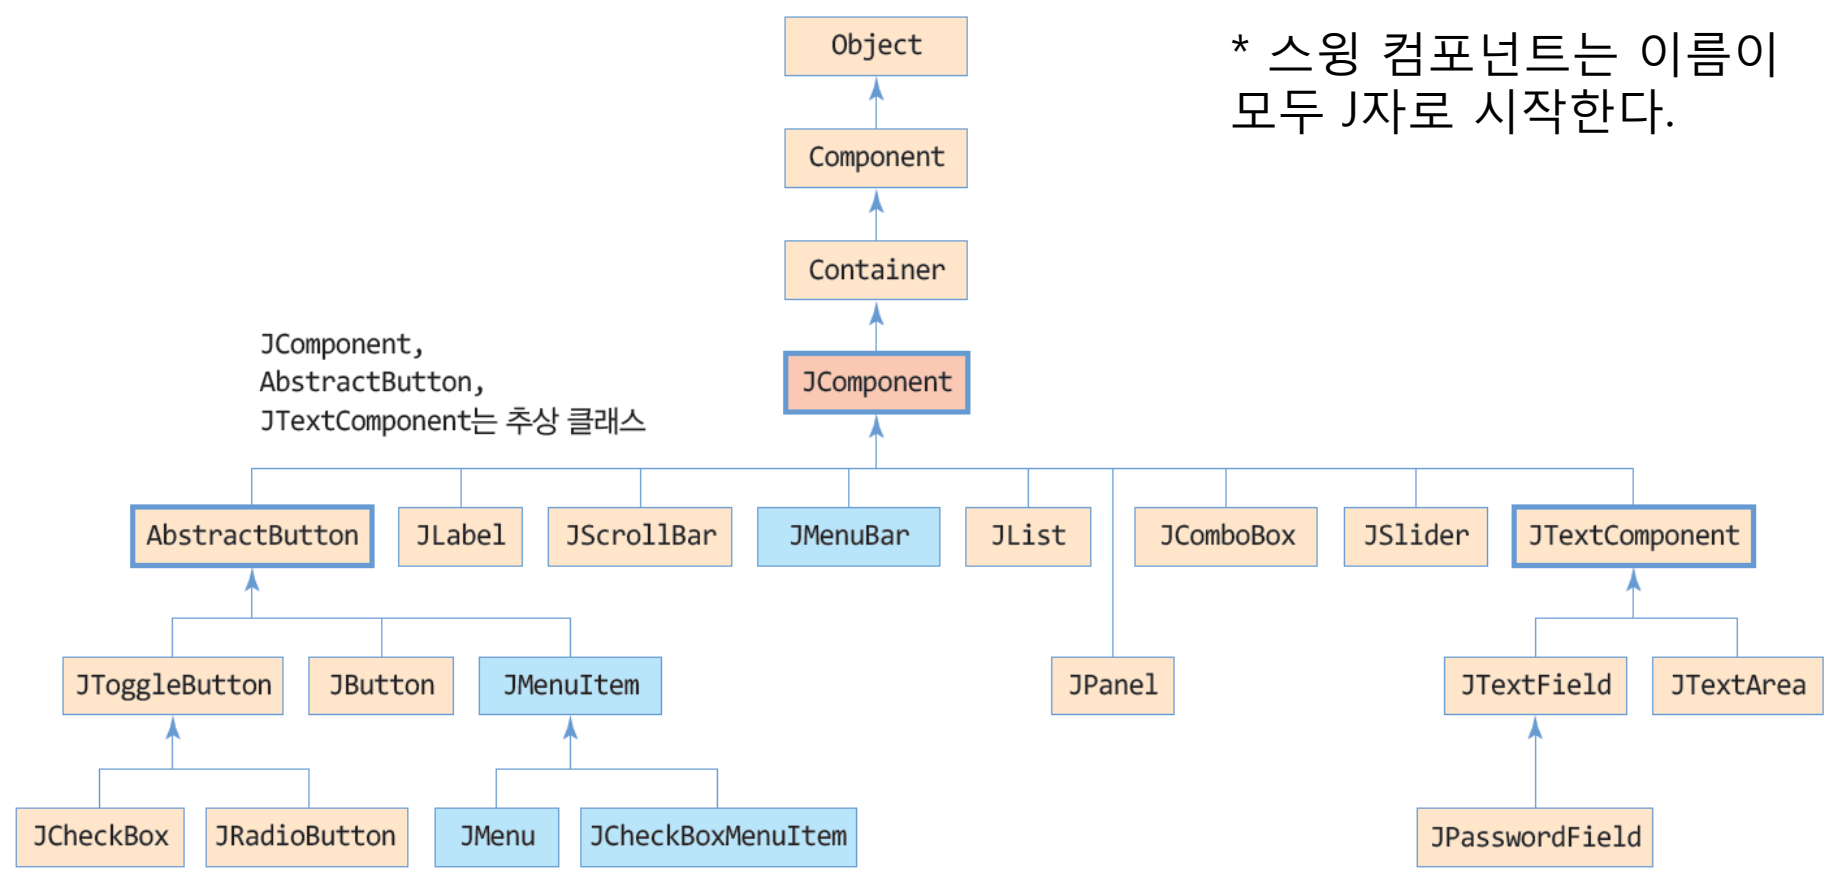 Object
* 스윙 컴포넌트는 이름이
모두 J자로 시작한다.
Component
Container
JComponent,
AbstractButton,
JTextComponent는 추상 클래스
JComponent
AbstractButton
JLabel
JScrollBar
JMenuBar
JList
JComboBox
JSlider
JTextComponent
JToggleButton
JButton
JMenuItem
JPanel
JTextField
JTextArea
JCheckBox
JRadioButton
JMenu
JCheckBoxMenuItem
JPasswordField